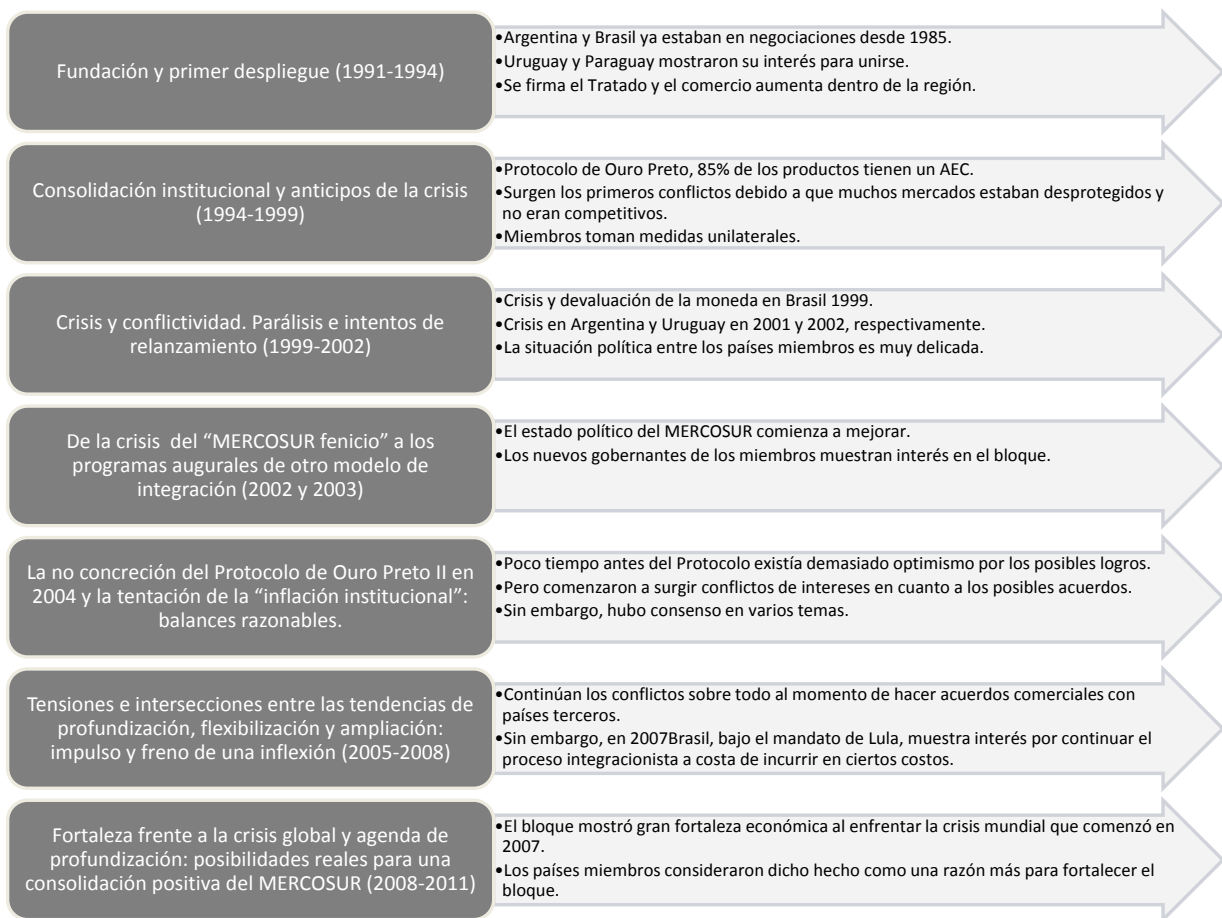 Fundación y primer despliegue (1991-1994)
•Argentina y Brasil ya estaban en negociaciones desde 1985.
•Uruguay y Paraguay mostraron su interés para unirse.
•Se firma el Tratado y el comercio aumenta dentro de la región.
Consolidación institucional y anticipos de la crisis
(1994-1999)
•Protocolo de Ouro Preto, 85% de los productos tienen un AEC.
•Surgen los primeros conflictos debido a que muchos mercados estaban desprotegidos y
no eran competitivos.
•Miembros toman medidas unilaterales.
Crisis y conflictividad. Parálisis e intentos de
relanzamiento (1999-2002)
•Crisis y devaluación de la moneda en Brasil 1999.
•Crisis en Argentina y Uruguay en 2001 y 2002, respectivamente.
•La situación política entre los países miembros es muy delicada.
De la crisis del “MERCOSUR fenicio” a los
programas augurales de otro modelo de
integración (2002 y 2003)
•El estado político del MERCOSUR comienza a mejorar.
•Los nuevos gobernantes de los miembros muestran interés en el bloque.
La no concreción del Protocolo de Ouro Preto II en
2004 y la tentación de la “inflación institucional”:
balances razonables.
•Poco tiempo antes del Protocolo existía demasiado optimismo por los posibles logros.
•Pero comenzaron a surgir conflictos de intereses en cuanto a los posibles acuerdos.
•Sin embargo, hubo consenso en varios temas.
Tensiones e intersecciones entre las tendencias de
profundización, flexibilización y ampliación:
impulso y freno de una inflexión (2005-2008)
•Continúan los conflictos sobre todo al momento de hacer acuerdos comerciales con
países terceros.
•Sin embargo, en 2007Brasil, bajo el mandato de Lula, muestra interés por continuar el
proceso integracionista a costa de incurrir en ciertos costos.
Fortaleza frente a la crisis global y agenda de
profundización: posibilidades reales para una
consolidación positiva del MERCOSUR (2008-2011)
•El bloque mostró gran fortaleza económica al enfrentar la crisis mundial que comenzó en
2007.
•Los países miembros consideraron dicho hecho como una razón más para fortalecer el
bloque.